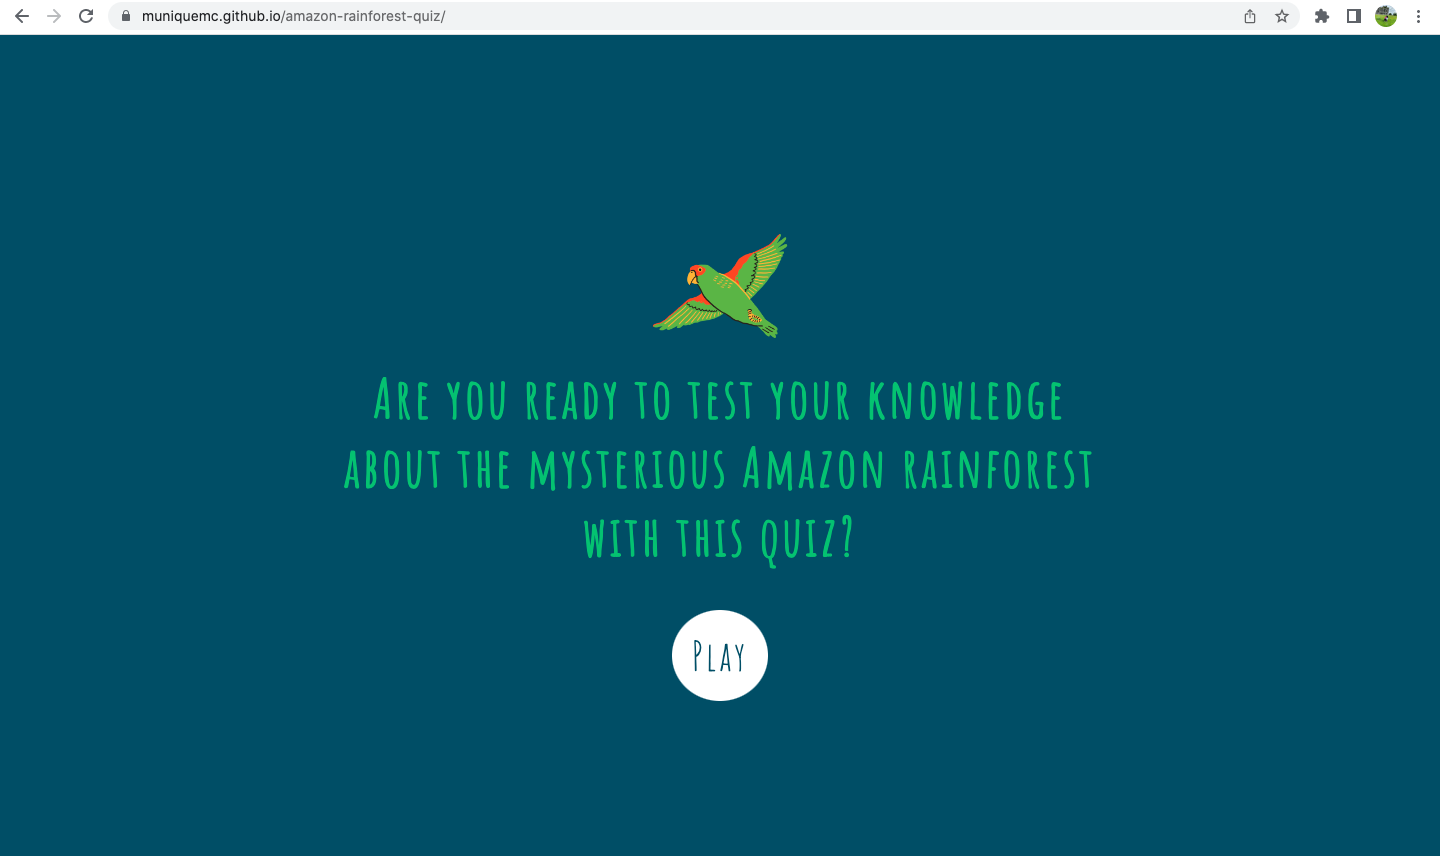 muniquemc.github.io/amazon-rainforest-quiz/
Are you ready to test your knowledge
about the mysterious Amazon rainforest
with this quiz?
Play